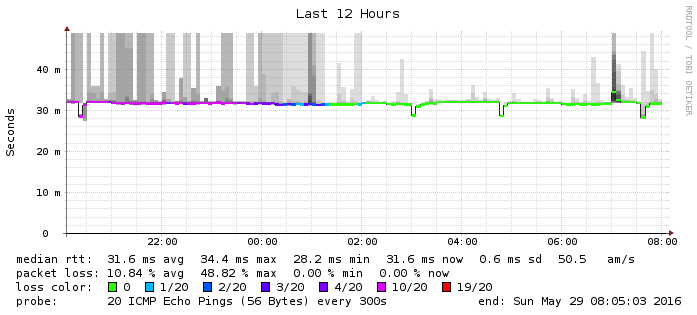 Last 12 Hours
RRDTOOL / TOBI OETIKER
Seconds
40 m
30 m
20 m
10 m
0
22:00 00:00 02:00 04:00 06:00 08:00
median rtt: 31.6 ms avg 34.4 ms max 28.2 ms min 31.6 ms now 0.6 ms sd 50.5 am/s
packet loss: 10.84 % avg 48.82 % max 0.00 % min 0.00 % now
loss color: 0 1/20 2/20 3/20 4/20 10/20 19/20
probe: 20 ICMP Echo Pings (56 Bytes) every 300s end: Sun May 29 08:05:03 2016